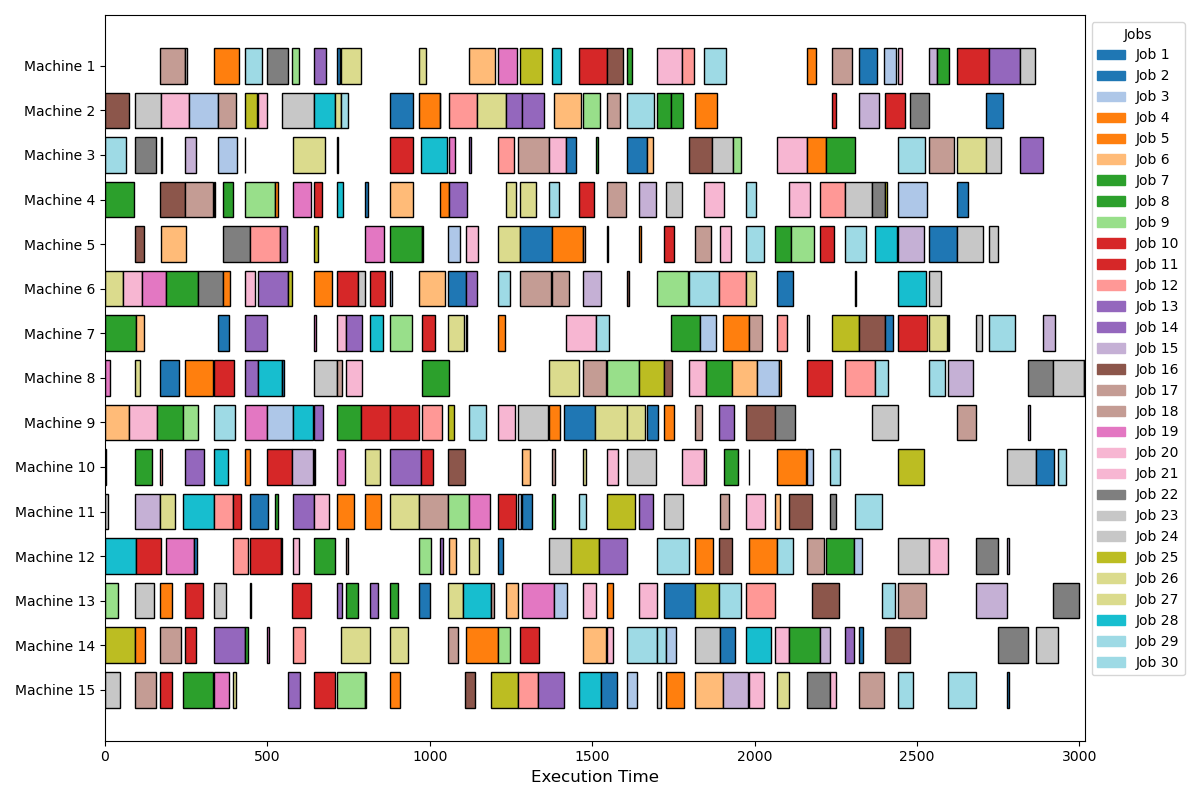 Machine 1
Machine 2
Machine 3
Machine 4
Machine 5
Machine 6
Machine 7
Machine 8
Machine 9
Machine 10
Machine 11
Machine 12
Machine 13
Machine 14
Machine 15
0 500 1000 1500 2000 2500 3000
Execution Time
Jobs
Job 1
Job 2
Job 3
Job 4
Job 5
Job 6
Job 7
Job 8
Job 9
Job 10
Job 11
Job 12
Job 13
Job 14
Job 15
Job 16
Job 17
Job 18
Job 19
Job 20
Job 21
Job 22
Job 23
Job 24
Job 25
Job 26
Job 27
Job 28
Job 29
Job 30